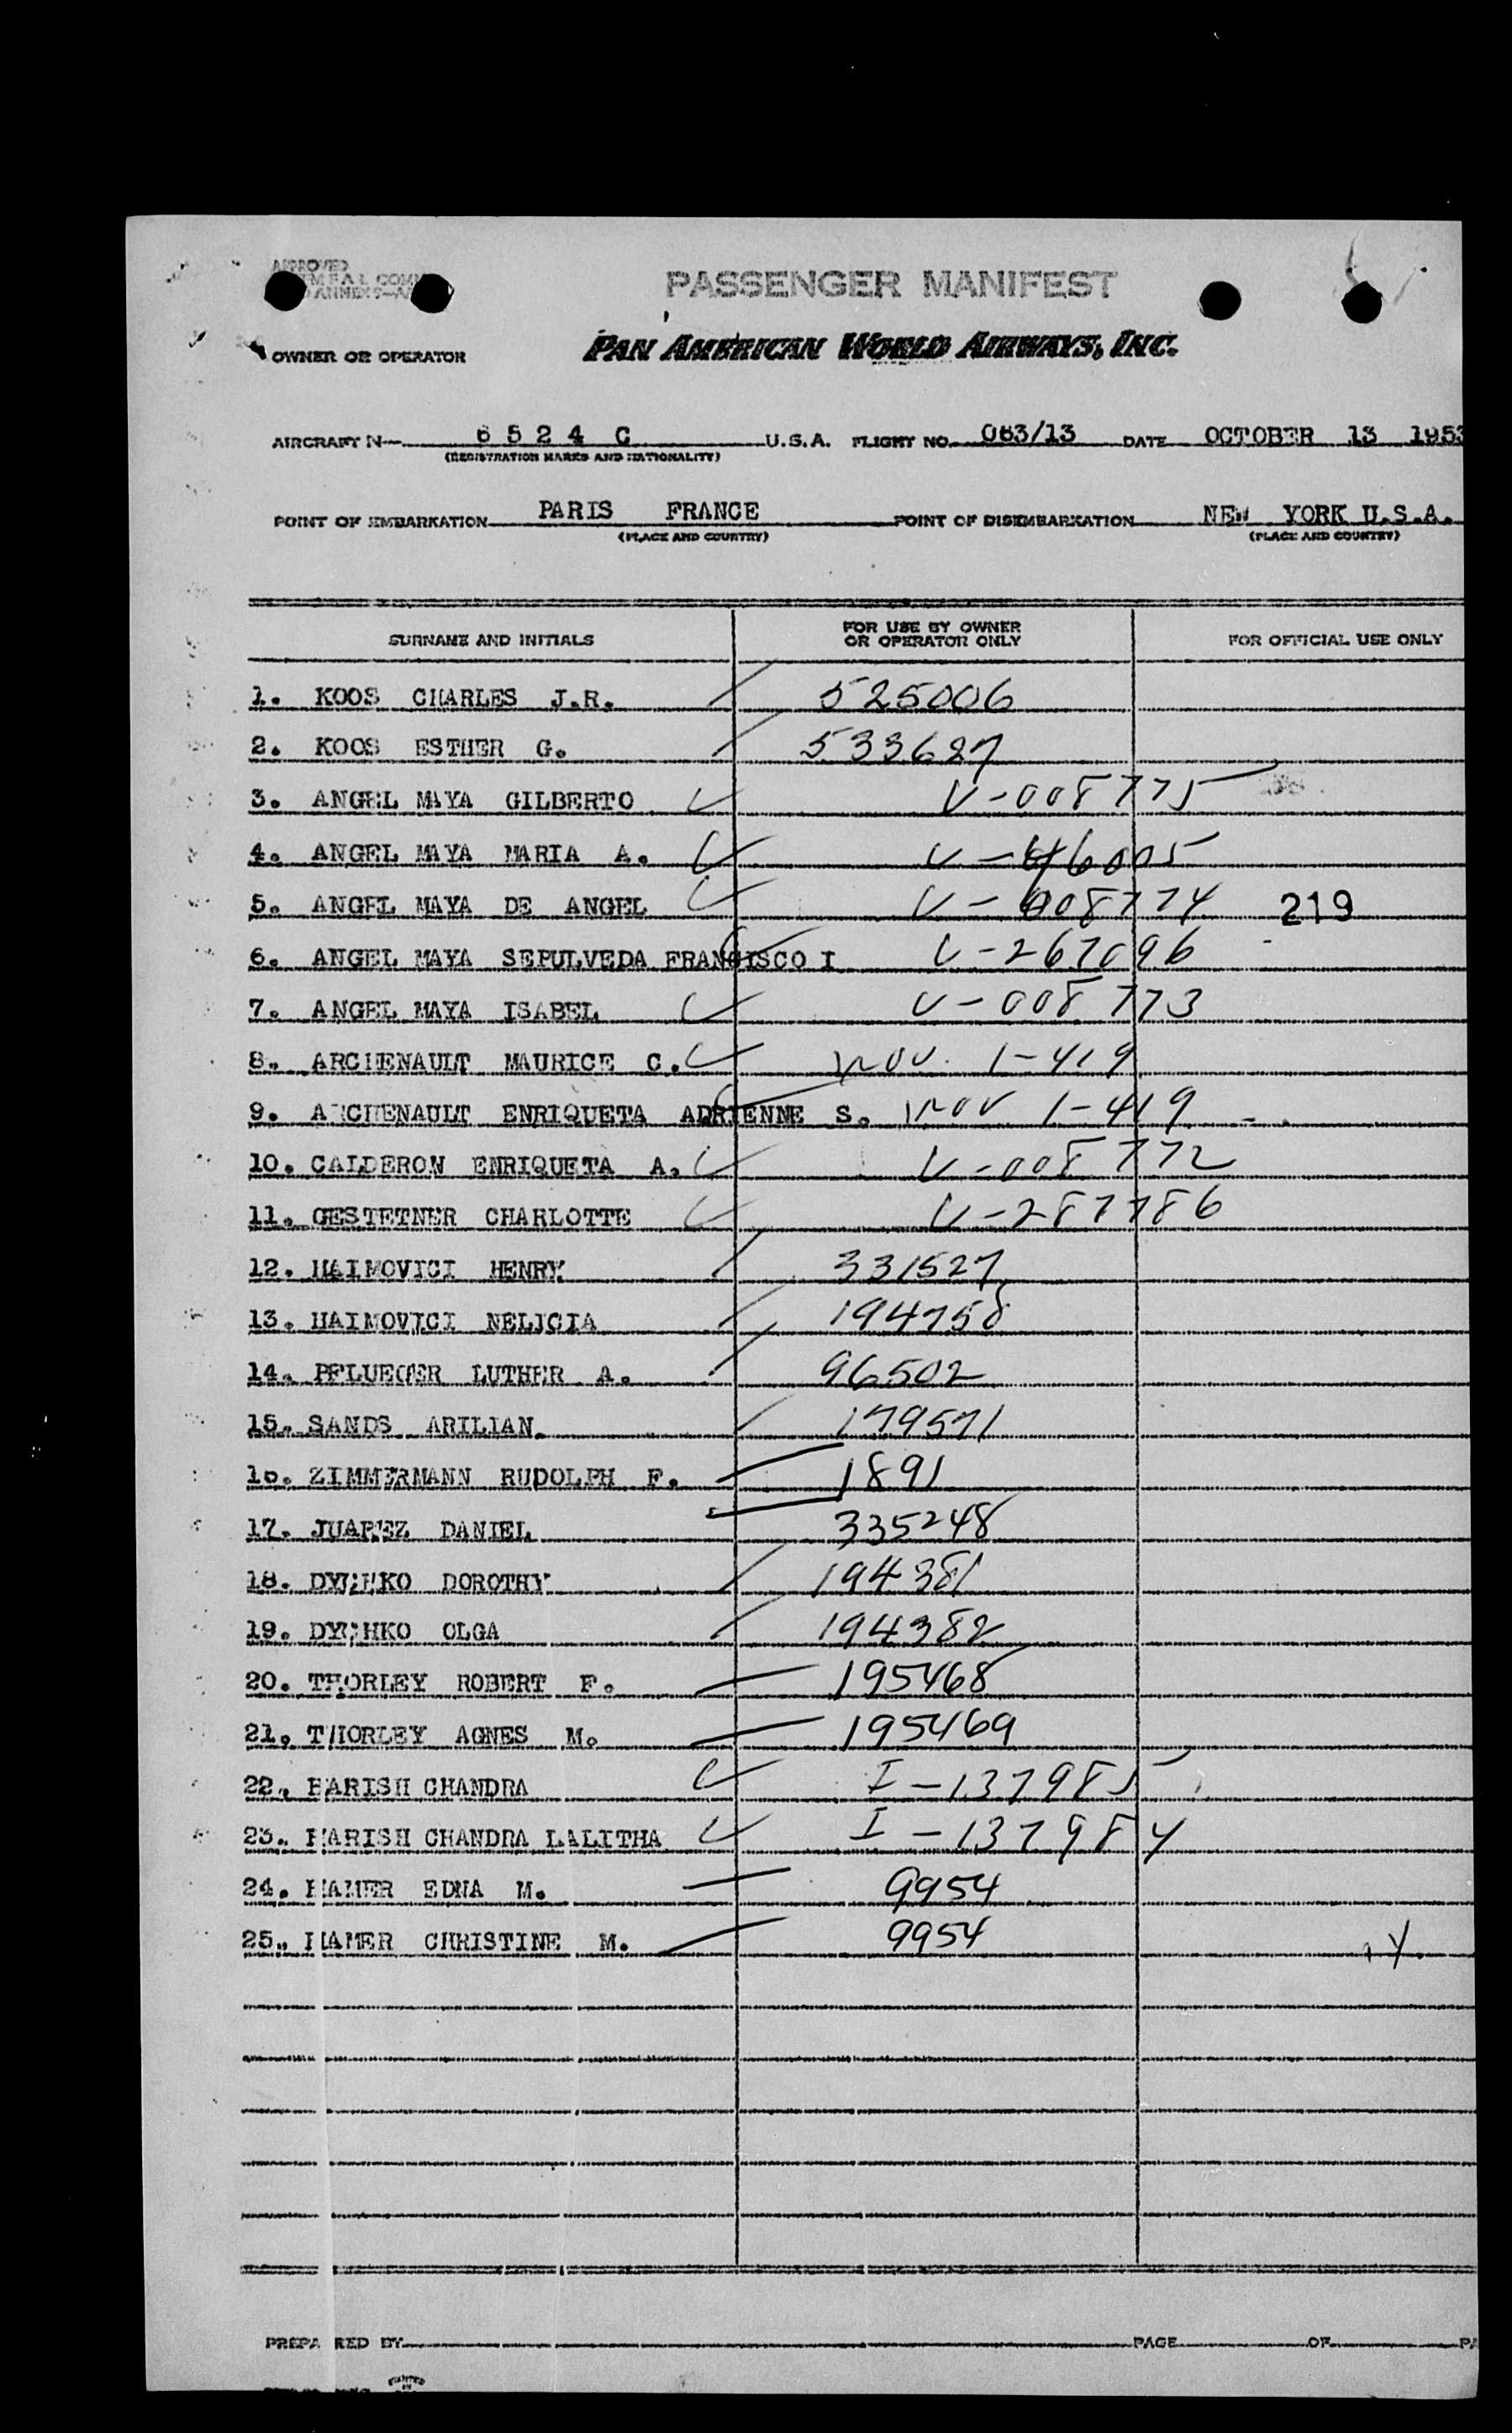 APPROVED
PASSENGER MANIFEST
OWNER OR OPERATOR PAN AMERICAN WORLD AIRWAYS, INC.
AIRCRAFT N— 6 5 2 4 C U.S.A. FLIGHT NO. 063/13 DATE OCTOBER 13 1953
(REGISTRATION MARKS AND NATIONALITY)
POINT OF EMBARKATION PARIS FRANCE POINT OF DISEMBARKATION NEW YORK U.S.A.
(PLACE AND COUNTRY) (PLACE AND COUNTRY)
SURNAME AND INITIALS FOR USE BY OWNER OR OPERATOR ONLY FOR OFFICIAL USE ONLY
1. KOOS CHARLES J.R. 525006
2. KOOS ESTHER G. 533627
3. ANGEL MAYA GILBERTO V-008775
4. ANGEL MAYA MARIA A. V-46005
5. ANGEL MAYA DE ANGEL V-008774 219
6. ANGEL MAYA SEPULVEDA FRANCISCO I V-267096
7. ANGEL MAYA ISABEL V-008773
8. ARCHENAULT MAURICE C. 1-419
9. ARCHENAULT ENRIQUETA ADRIENNE S. 1-419
10. CALDERON ENRIQUETA A. V-008772
11. GESTETNER CHARLOTTE V-287786
12. HAIMOVICI HENRY 331527
13. HAIMOVICI NELICIA 194758
14. PFLUEGER LUTHER A. 96502
15. SANDS ARILIAN 179571
16. ZIMMERMANN RUDOLPH F. 1891
17. JUAREZ DANIEL 335248
18. DOROTHY 194381
19. OLGA 194382
20. THORLEY ROBERT F. 195468
21. THORLEY AGNES M. 195469
22. HARISH CHANDRA I-137985
23. HARISH CHANDRA LALITHA I-137984
24. HAMER EDNA M. 9954
25. HAMER CHRISTINE M. 9954
PREPARED BY PAGE OF PA